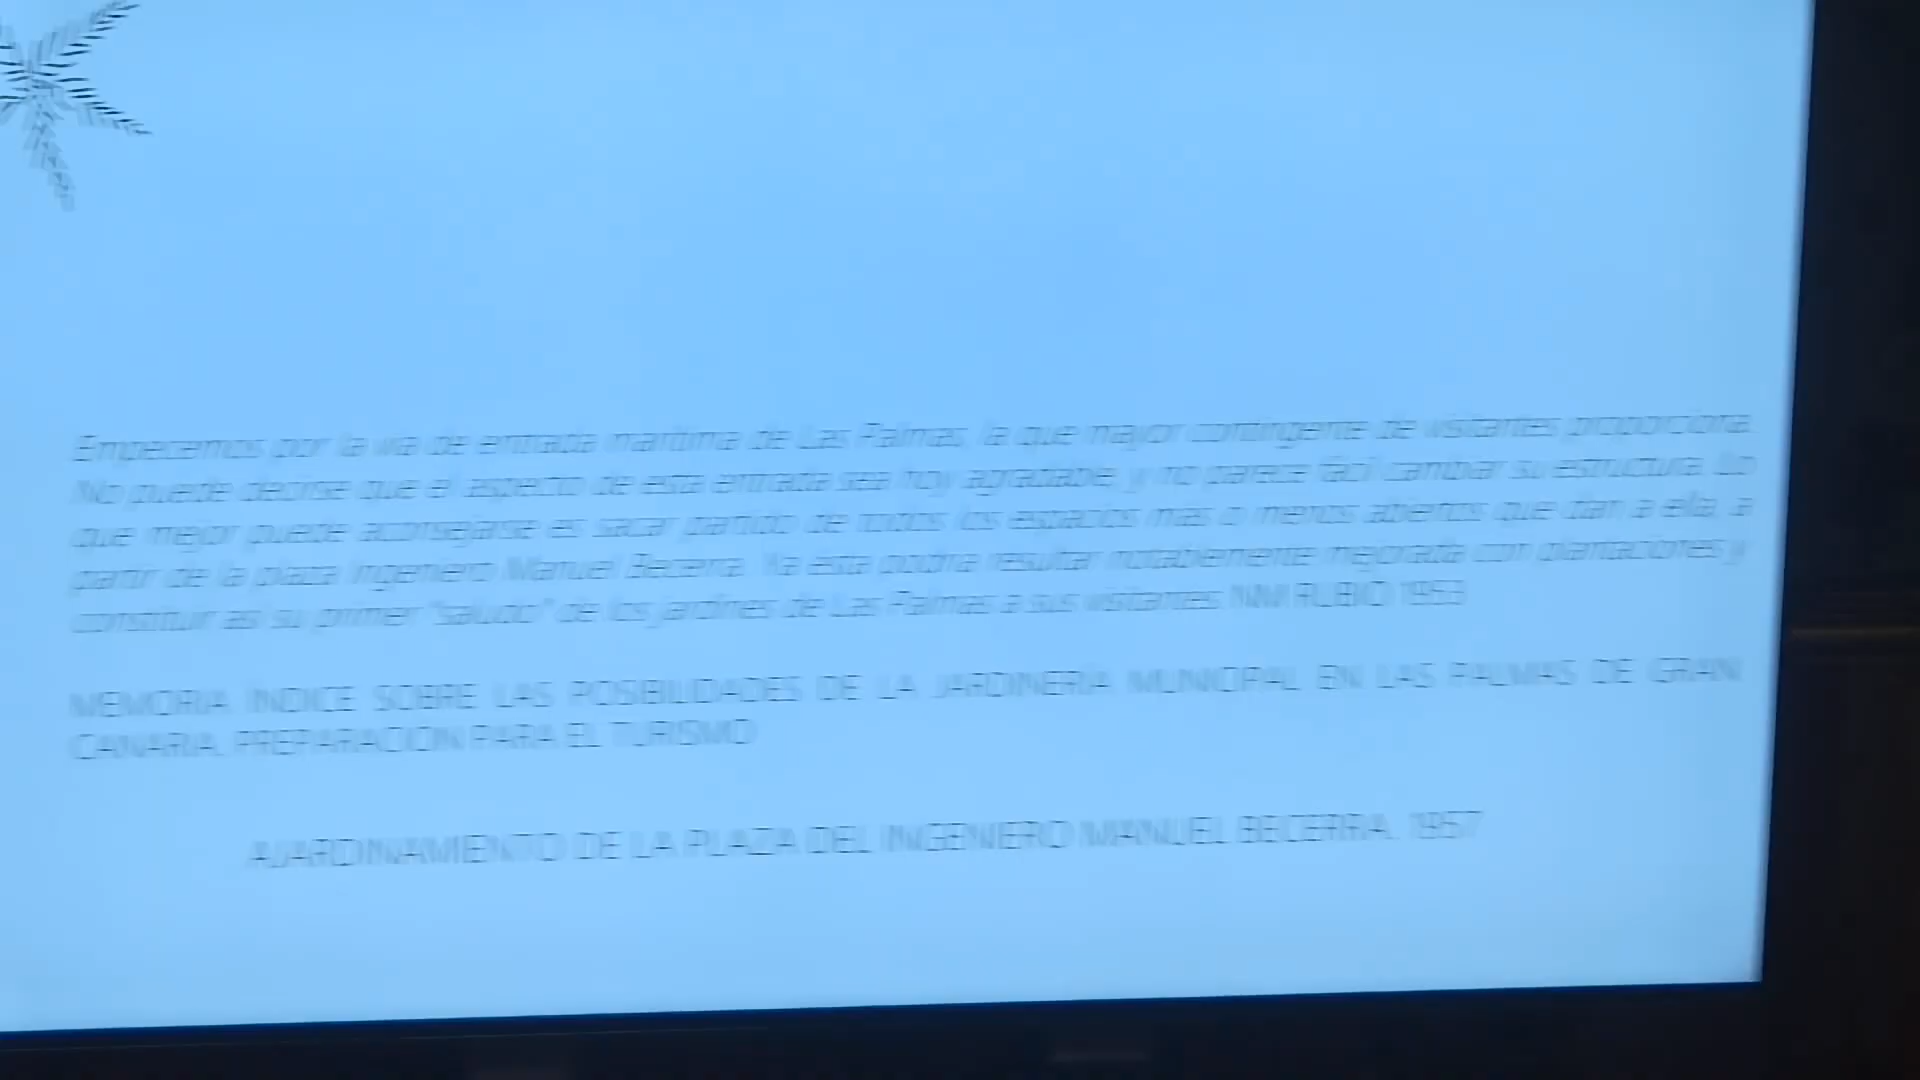 Empecemos por la vía de entrada marítima de Las Palmas, la que mayor contingente de visitantes proporciona.
No puede decirse que el aspecto de esta entrada sea hoy agradable, y no parece fácil cambiar su estructura. Lo
que mejor puede aconsejarse es sacar partido de todos los espacios más o menos abiertos que dan a ella, a
partir de la plaza Ingeniero Manuel Becerra. Ya esta podría resultar notablemente mejorada con plantaciones y
constituir así su primer "saludo" de los jardines de Las Palmas a sus visitantes. NM RUBIO 1953
MEMORIA ÍNDICE SOBRE LAS POSIBILIDADES DE LA JARDINERÍA MUNICIPAL EN LAS PALMAS DE GRAN
CANARIA. PREPARACIÓN PARA EL TURISMO
AJARDINAMIENTO DE LA PLAZA DEL INGENIERO MANUEL BECERRA. 1957